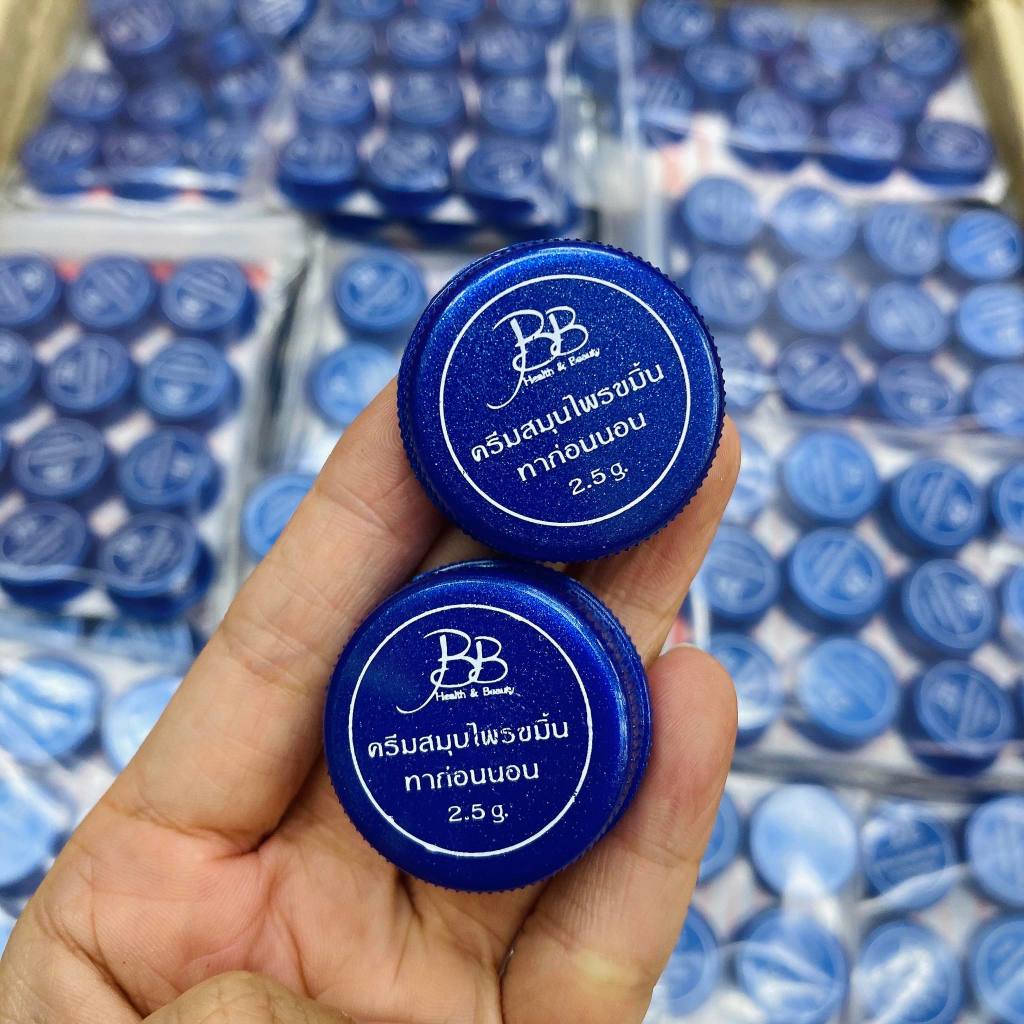 BB
Health & Beauty
ครีมสมุนไพรขมิ้น
ทาก่อนนอน
2.5 g.
BB
Health & Beauty
ครีมสมุนไพรขมิ้น
ทาก่อนนอน
2.5 g.